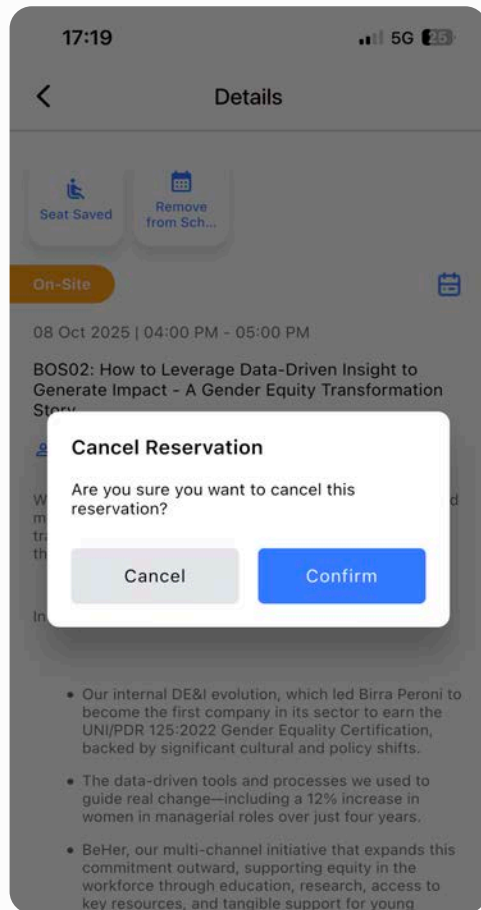 17:19
5G 25
Details
Seat Saved
Remove
from Sch...
On-Site
08 Oct 2025 | 04:00 PM - 05:00 PM
BOS02: How to Leverage Data-Driven Insight to
Generate Impact - A Gender Equity Transformation
Story
Cancel Reservation
Are you sure you want to cancel this
reservation?
Cancel
Confirm
In
• Our internal DE&I evolution, which led Birra Peroni to
become the first company in its sector to earn the
UNI/PDR 125:2022 Gender Equality Certification,
backed by significant cultural and policy shifts.
• The data-driven tools and processes we used to
guide real change—including a 12% increase in
women in managerial roles over just four years.
• BeHer, our multi-channel initiative that expands this
commitment outward, supporting equity in the
workforce through education, research, access to
key resources, and tangible support for young